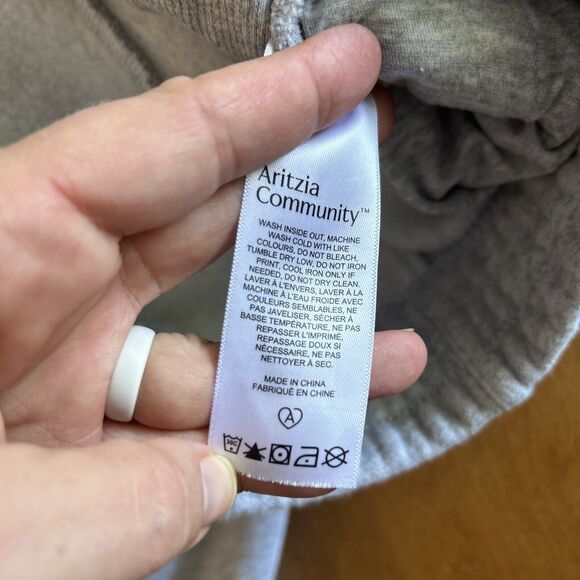 Aritzia
Community™
WASH INSIDE OUT, MACHINE
WASH COLD WITH LIKE
COLOURS, DO NOT BLEACH,
TUMBLE DRY LOW, DO NOT IRON
PRINT, COOL IRON ONLY IF
NEEDED, DO NOT DRY CLEAN.
LAVER À L'ENVERS, LAVER À LA
MACHINE À L'EAU FROIDE AVEC
COULEURS SEMBLABLES, NE
PAS JAVELISER, SÉCHER À
BASSE TEMPÉRATURE, NE PAS
REPASSER L'IMPRIMÉ,
REPASSAGE DOUX SI
NÉCESSAIRE, NE PAS
NETTOYER À SEC.
MADE IN CHINA
FABRIQUÉ EN CHINE
A
30C